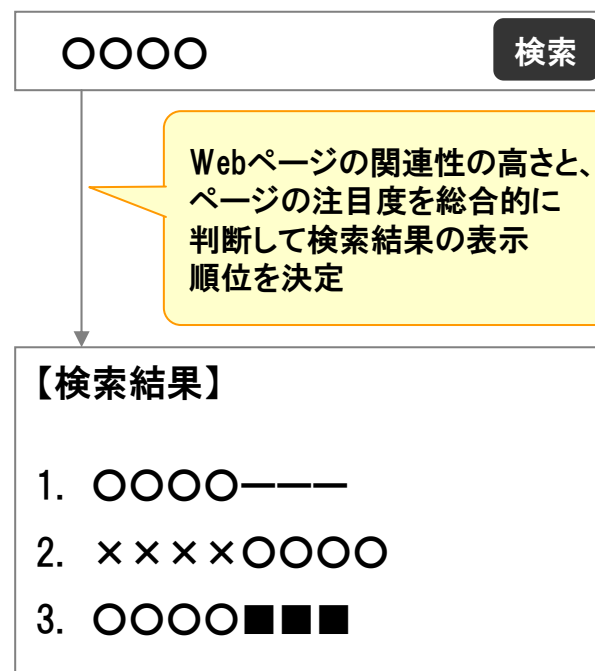 ○○○○ 検索
Webページの関連性の高さと、
ページの注目度を総合的に
判断して検索結果の表示
順位を決定
【検索結果】
1. ○○○○ーーー
2. ××××○○○○
3. ○○○○■■■